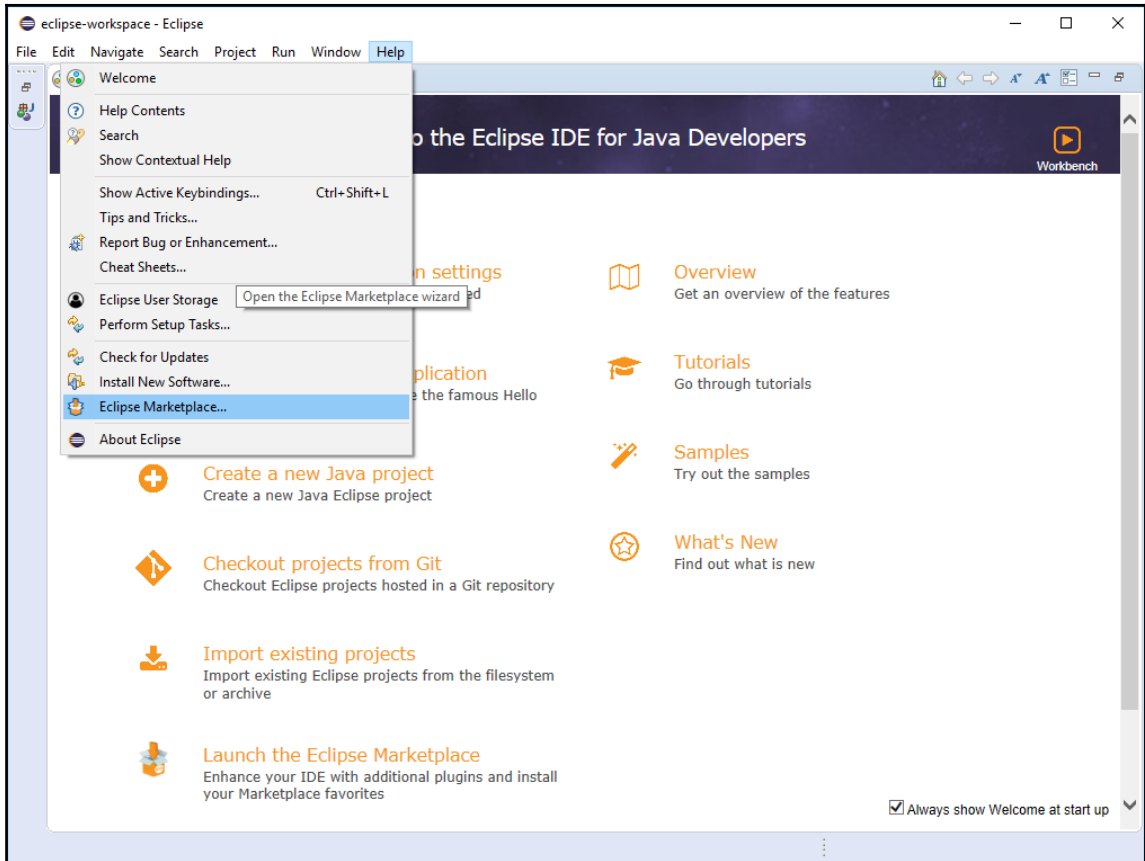 eclipse-workspace - Eclipse
File Edit Navigate Search Project Run Window Help
Welcome
Help Contents
Search
Show Contextual Help
Show Active Keybindings... Ctrl+Shift+L
Tips and Tricks...
Report Bug or Enhancement...
Cheat Sheets...
Eclipse User Storage
Open the Eclipse Marketplace wizard
Perform Setup Tasks...
Check for Updates
Install New Software...
Eclipse Marketplace...
About Eclipse
the Eclipse IDE for Java Developers
Workbench
settings
Overview
Get an overview of the features
Tutorials
Go through tutorials
the famous Hello
Samples
Try out the samples
Create a new Java project
Create a new Java Eclipse project
What's New
Find out what is new
Checkout projects from Git
Checkout Eclipse projects hosted in a Git repository
Import existing projects
Import existing Eclipse projects from the filesystem
or archive
Launch the Eclipse Marketplace
Enhance your IDE with additional plugins and install
your Marketplace favorites
Always show Welcome at start up